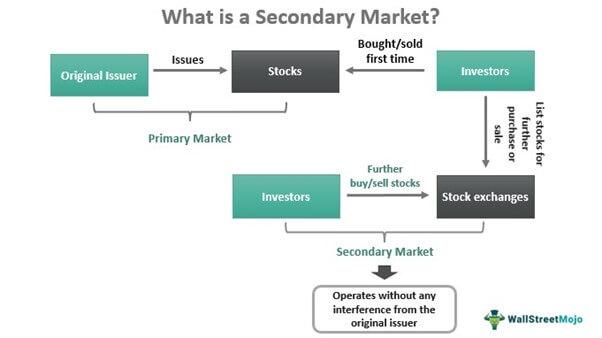 What is a Secondary Market?
Original Issuer
Issues
Stocks
Bought/sold
first time
Investors
Primary Market
List stocks for
further
purchase or
sale
Investors
Further
buy/sell stocks
Stock exchanges
Secondary Market
Operates without any
interference from the
original issuer
WallStreetMojo